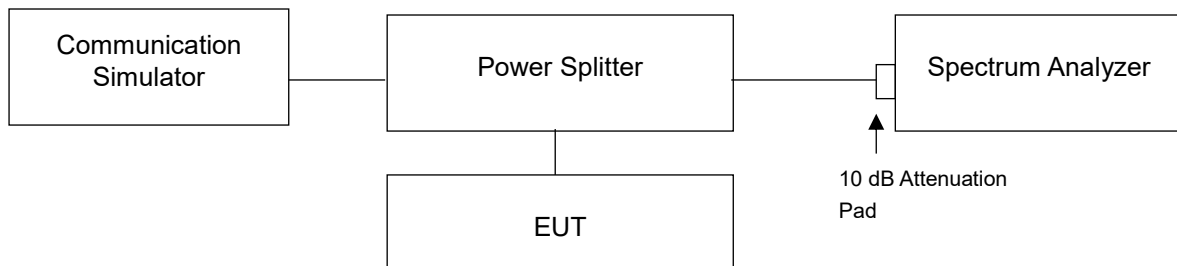 Communication
Simulator
Power Splitter
Spectrum Analyzer
10 dB Attenuation
Pad
EUT